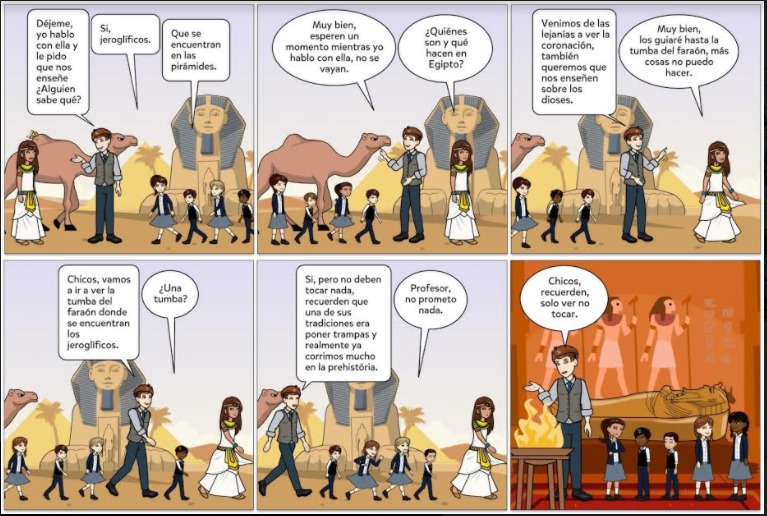 Déjeme,
yo hablo
con ella y
le pido
que nos
enseñe
¿Alguien
sabe qué?
Si,
jeroglíficos.
Que se
encuentran
en las
pirámides.
Muy bien,
esperen un
momento mientras yo
hablo con ella, no se
vayan.
¿Quiénes
son y qué
hacen en
Egipto?
Venimos de las
lejanías a ver la
coronación,
también
queremos que
nos enseñen
sobre los
dioses.
Muy bien,
los guiaré hasta la
tumba del faraón, más
cosas no puedo
hacer.
Chicos, vamos
a ir a ver la
tumba del
faraón donde
se encuentran
los
jeroglíficos.
¿Una
tumba?
Si, pero no deben
tocar nada,
recuerden que
una de sus
tradiciones era
poner trampas y
realmente ya
corrimos mucho
en la prehistória.
Profesor,
no prometo
nada.
Chicos,
recuerden,
solo ver no
tocar.